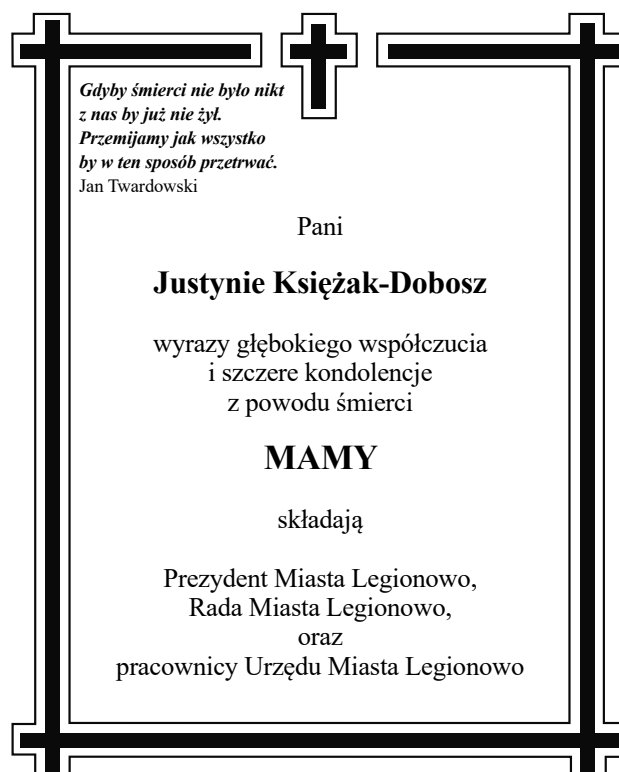 Gdyby śmierci nie było nikt
z nas by już nie żył.
Przemijamy jak wszystko
by w ten sposób przetrwać.
Jan Twardowski
Pani
Justynie Księżak-Dobosz
wyrazy głębokiego współczucia
i szczere kondolencje
z powodu śmierci
MAMY
składają
Prezydent Miasta Legionowo,
Rada Miasta Legionowo,
oraz
pracownicy Urzędu Miasta Legionowo